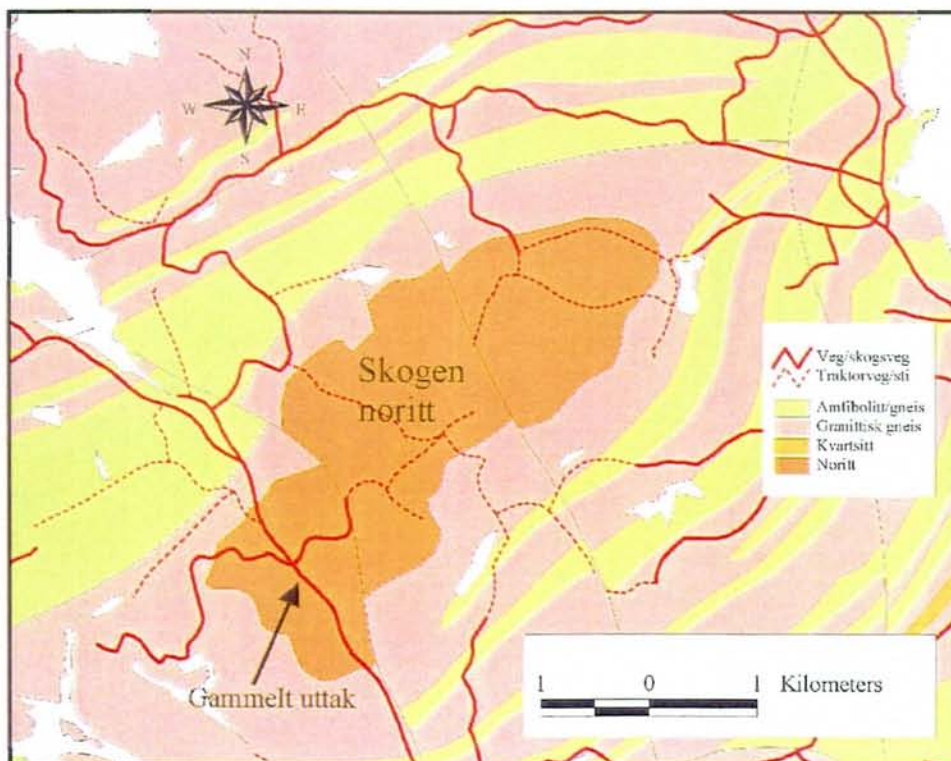 N
W E
S
Skogen
noritt
Veg/skogsveg
Traktorveg/sti
Amfibolitt/gneis
Granittisk gneis
Kvartsitt
Noritt
Gammelt uttak
1 0 1 Kilometers